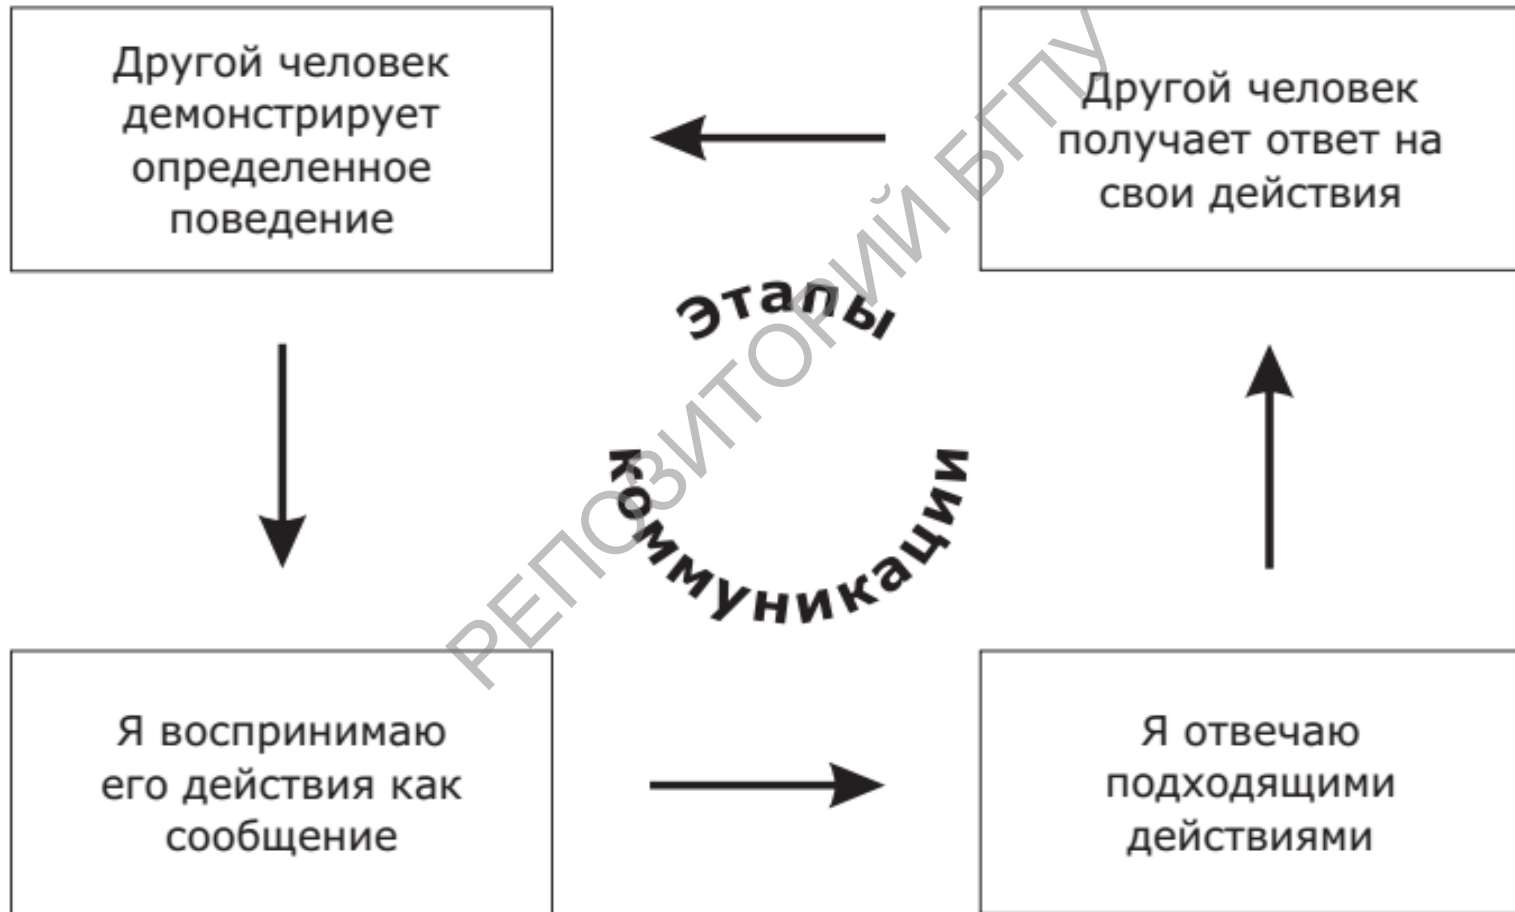 Другой человек
демонстрирует
определенное
поведение
Другой человек
получает ответ на
свои действия
Этапы
коммуникации
Я воспринимаю
его действия как
сообщение
Я отвечаю
подходящими
действиями
РЕПОЗИТОРИЙ БГПУ